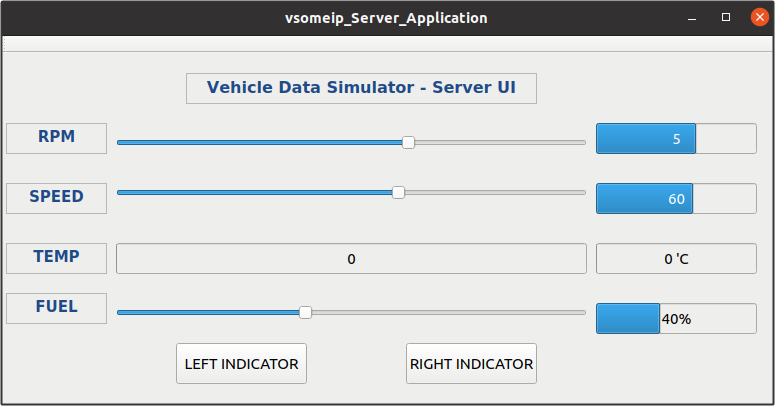 vsomeip_Server_Application
Vehicle Data Simulator - Server UI
RPM
5
SPEED
60
TEMP
0
0 'C
FUEL
40%
LEFT INDICATOR
RIGHT INDICATOR